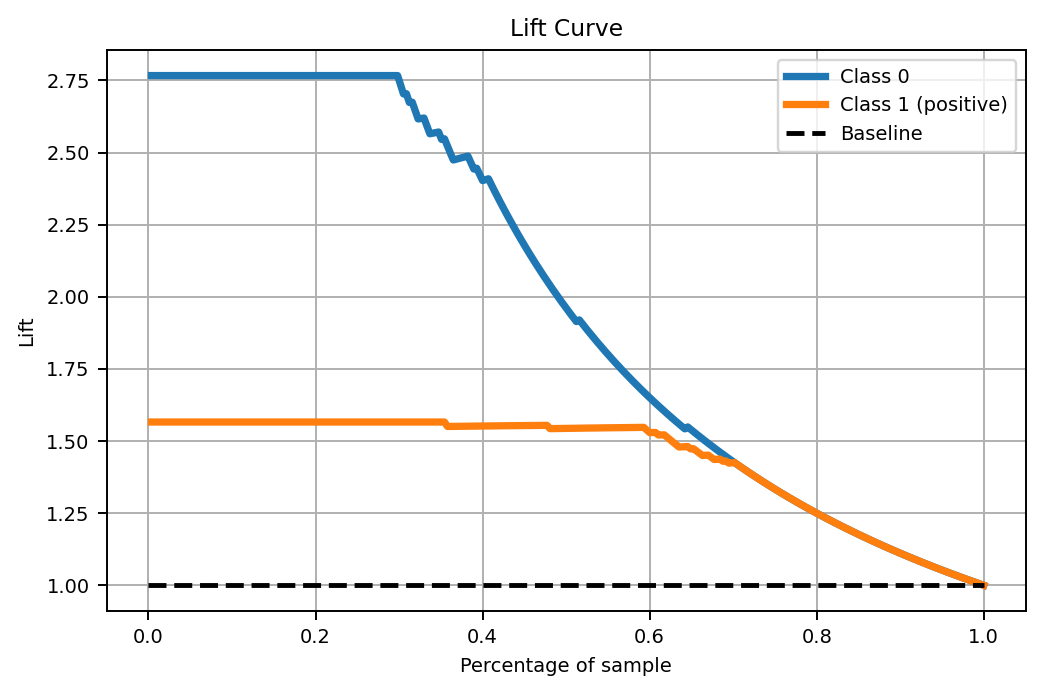 Lift Curve
2.75
2.50
2.25
2.00
1.75
1.50
1.25
1.00
Lift
Class 0
Class 1 (positive)
Baseline
0.0 0.2 0.4 0.6 0.8 1.0
Percentage of sample